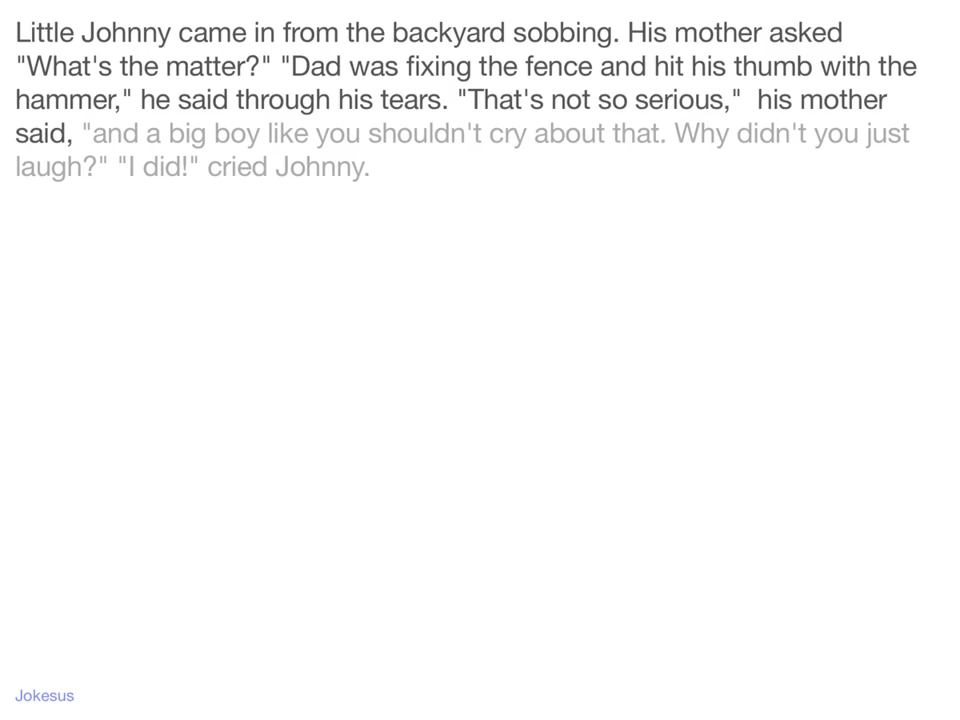 Little Johnny came in from the backyard sobbing. His mother asked
"What's the matter?" "Dad was fixing the fence and hit his thumb with the
hammer," he said through his tears. "That's not so serious,"  his mother
said, "and a big boy like you shouldn't cry about that. Why didn't you just
laugh?" "I did!" cried Johnny.
Jokesus